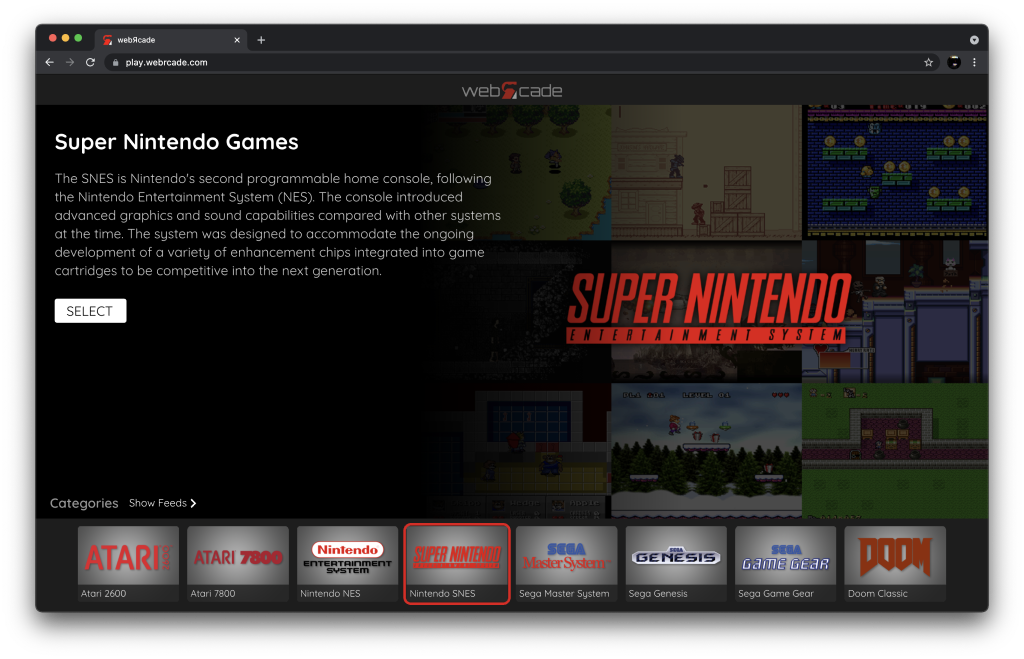 webЯcade
play.webrcade.com
webЯcade
Super Nintendo Games
The SNES is Nintendo's second programmable home console, following
the Nintendo Entertainment System (NES). The console introduced
advanced graphics and sound capabilities compared with other systems
at the time. The system was designed to accommodate the ongoing
development of a variety of enhancement chips integrated into game
cartridges to be competitive into the next generation.
SELECT
SUPER NINTENDO
ENTERTAINMENT SYSTEM
LEVEL 01
Categories
Show Feeds
ATARI 2600
ATARI 7800
Nintendo
ENTERTAINMENT
SYSTEM
SUPER NINTENDO
SEGA
Master System
SEGA
GENESIS
SEGA
GAME GEAR
DOOM
Atari 2600
Atari 7800
Nintendo NES
Nintendo SNES
Sega Master System
Sega Genesis
Sega Game Gear
Doom Classic